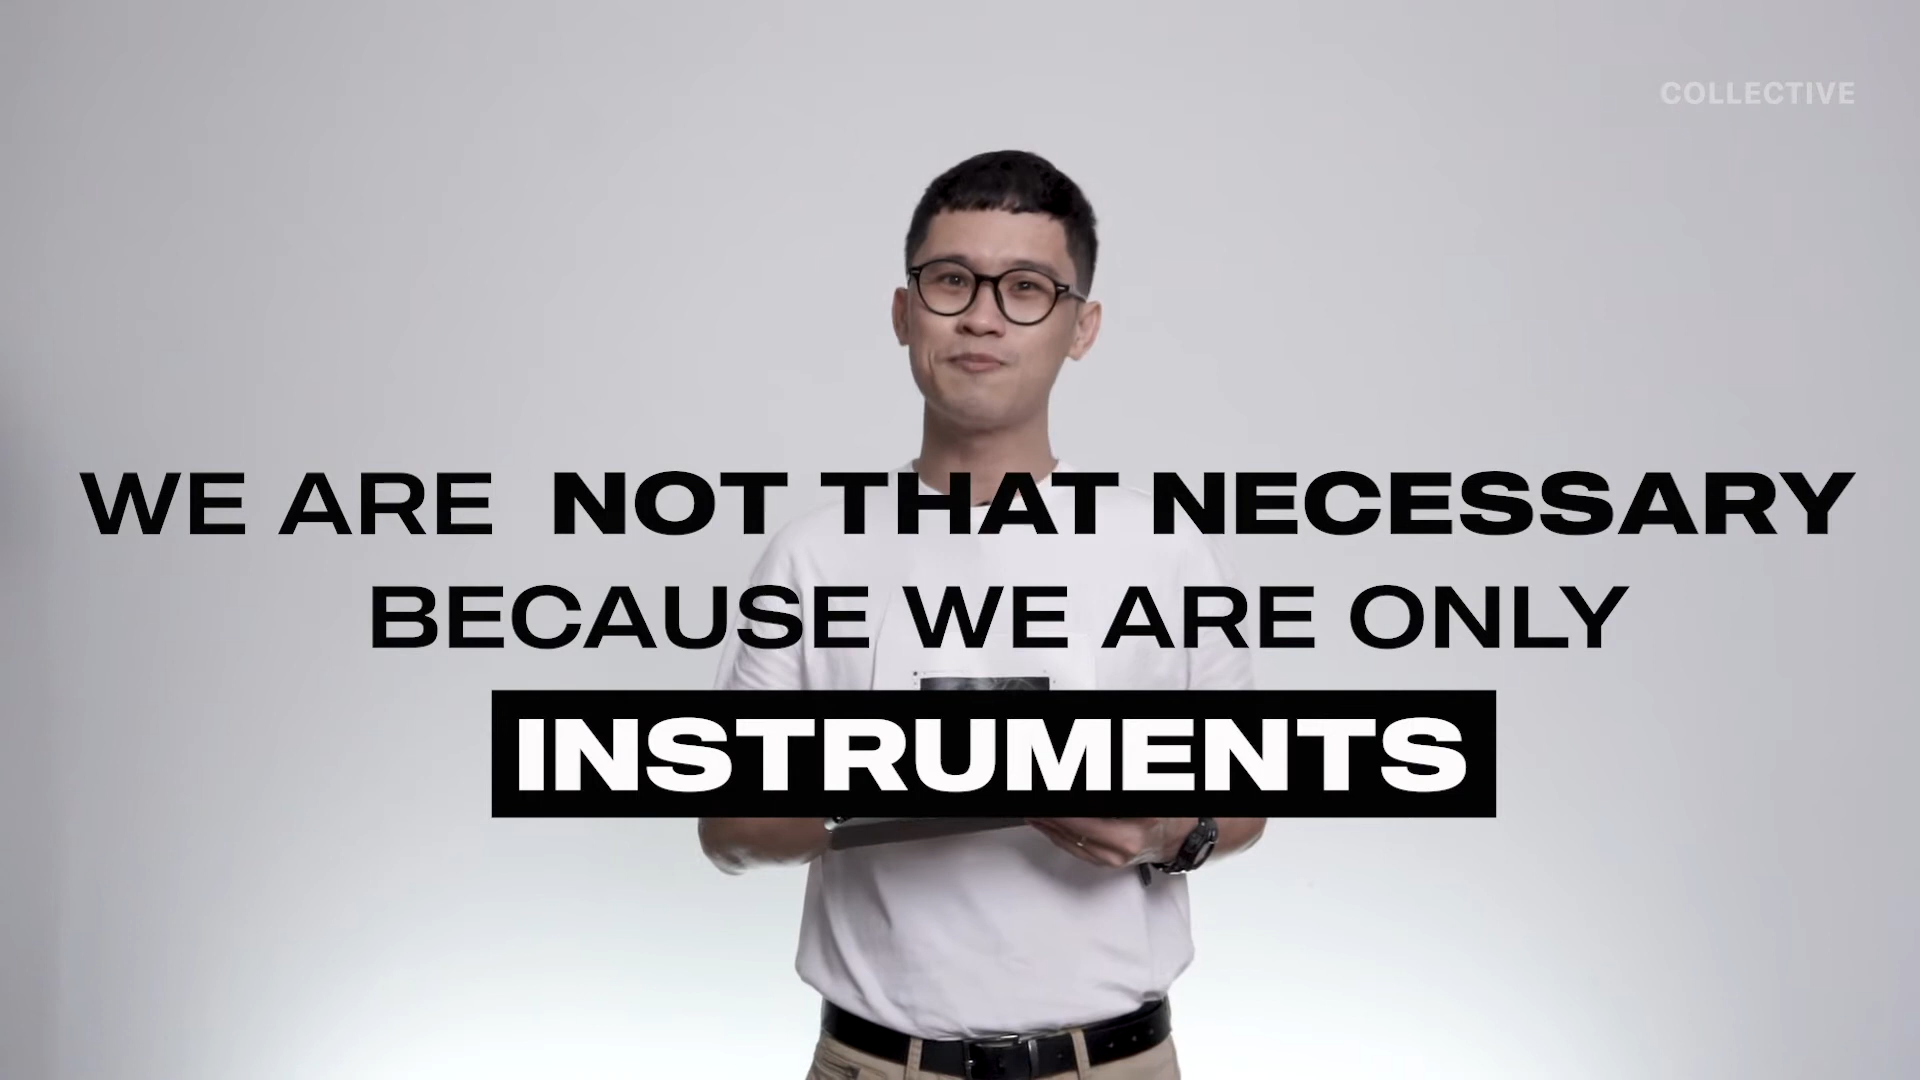 COLLECTIVE
WE ARE NOT THAT NECESSARY
BECAUSE WE ARE ONLY
INSTRUMENTS